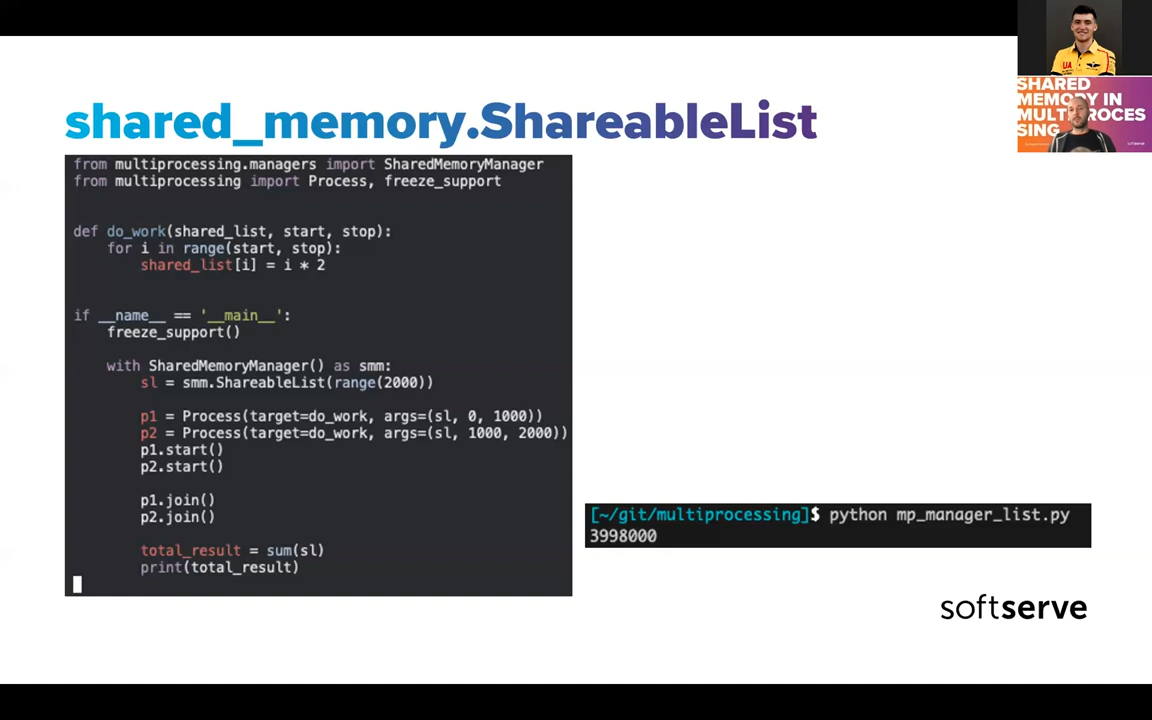 shared_memory.ShareableList
from multiprocessing.managers import SharedMemoryManager
from multiprocessing import Process, freeze_support
def do_work(shared_list, start, stop):
for i in range(start, stop):
shared_list[i] = i * 2
if __name__ == '__main__':
freeze_support()
with SharedMemoryManager() as smm:
sl = smm.ShareableList(range(2000))
p1 = Process(target=do_work, args=(sl, 0, 1000))
p2 = Process(target=do_work, args=(sl, 1000, 2000))
p1.start()
p2.start()
p1.join()
p2.join()
total_result = sum(sl)
print(total_result)
[~/git/multiprocessing]$ python mp_manager_list.py
3998000
softserve
UA
SHARED
MEMORY IN
MULTIPROCES
SING
softserve